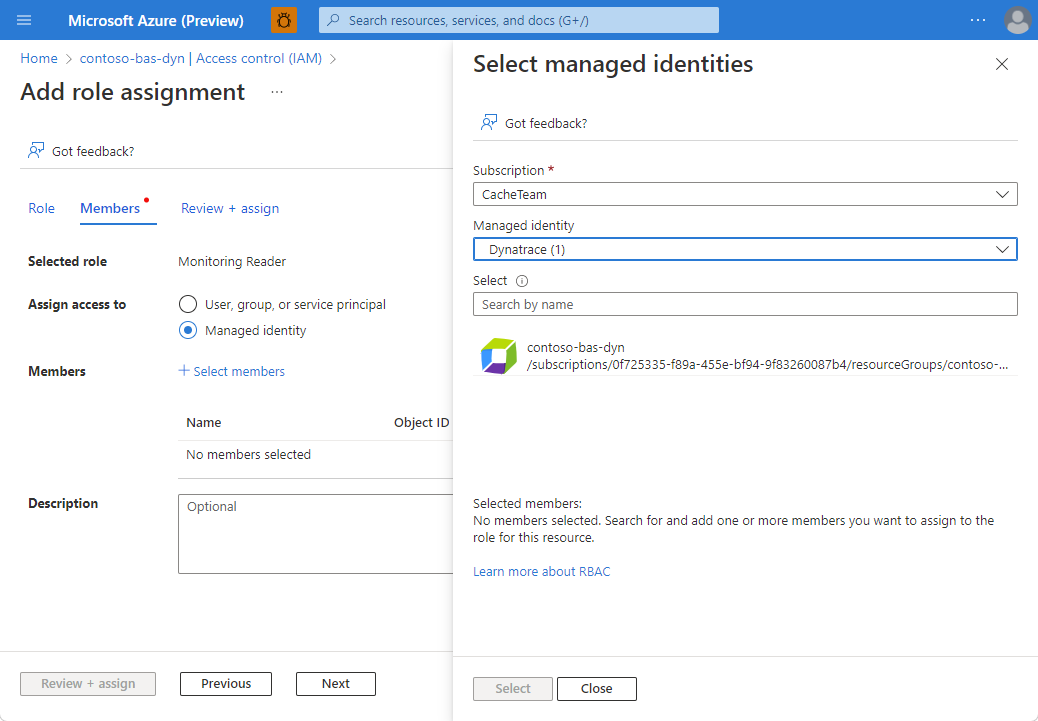 Microsoft Azure (Preview)
Search resources, services, and docs (G+/)
Home > contoso-bas-dyn | Access control (IAM) >
Add role assignment ...
Got feedback?
Role Members Review + assign
Selected role Monitoring Reader
Assign access to User, group, or service principal
Managed identity
Members + Select members
Name Object ID
No members selected
Description Optional
Review + assign Previous Next
Select managed identities
Got feedback?
Subscription *
CacheTeam
Managed identity
Dynatrace (1)
Select
Search by name
contoso-bas-dyn
/subscriptions/0f725335-f89a-455e-bf94-9f83260087b4/resourceGroups/contoso-...
Selected members:
No members selected. Search for and add one or more members you want to assign to the
role for this resource.
Learn more about RBAC
Select Close